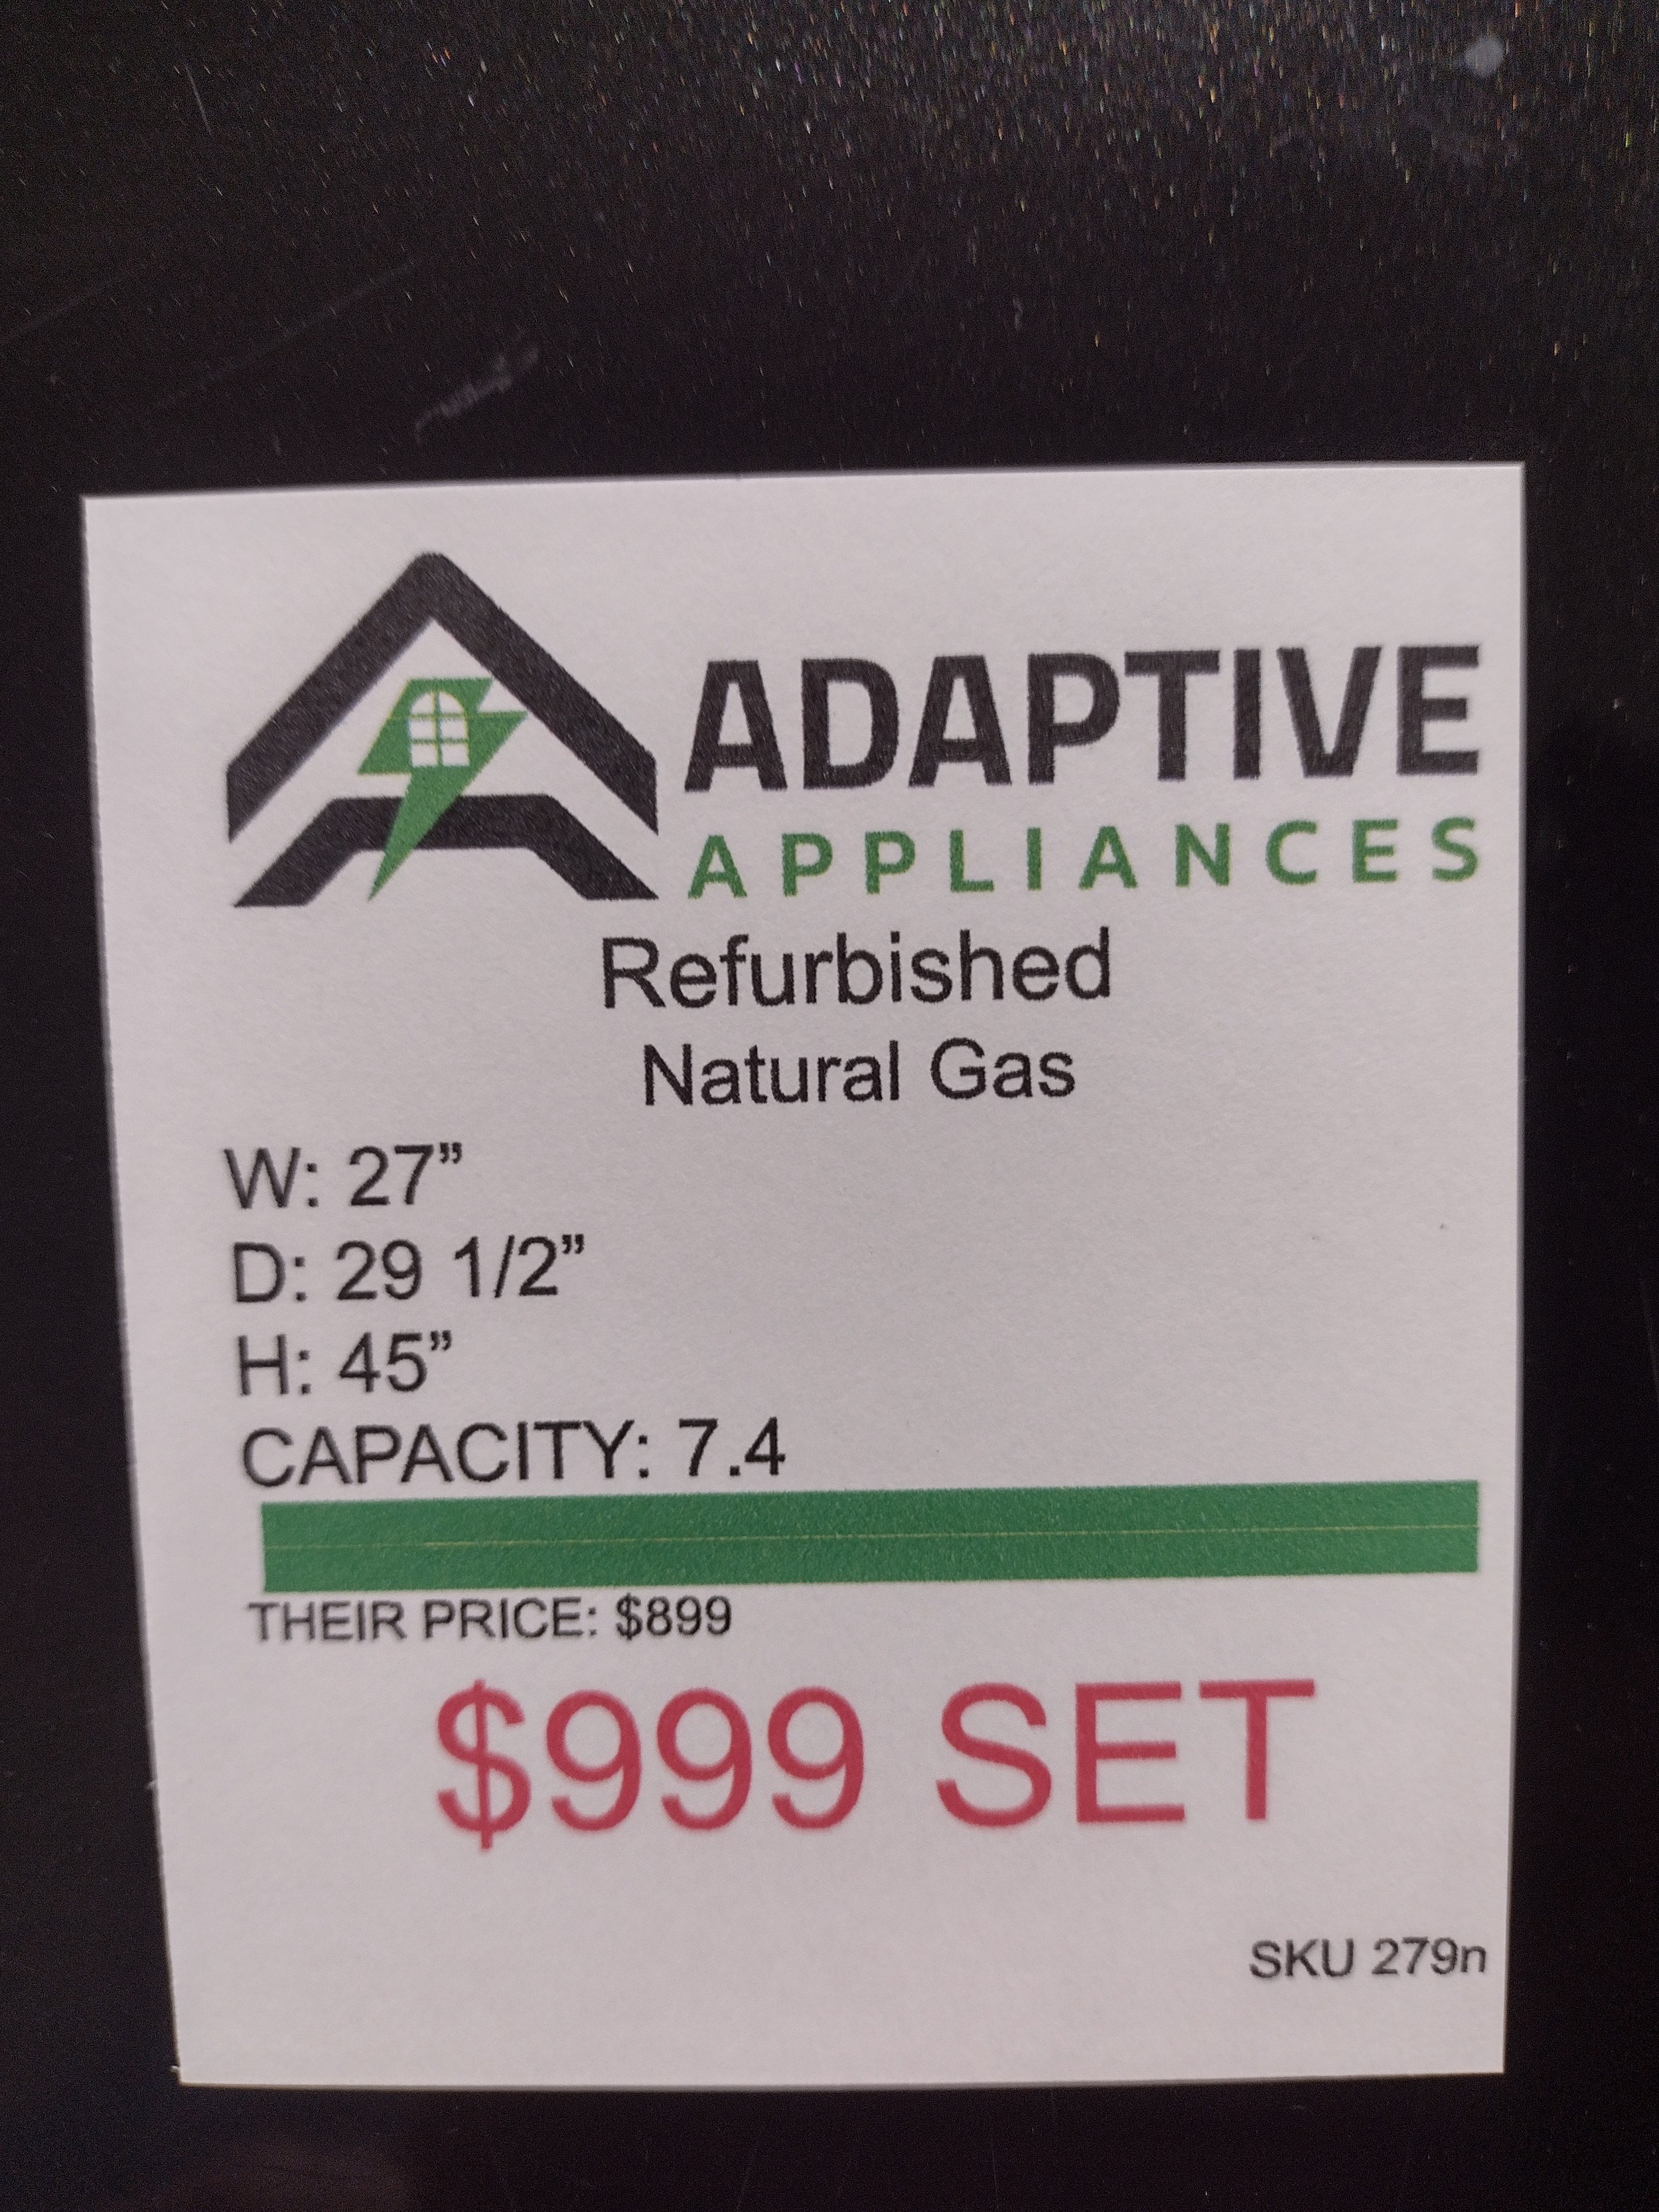 ADAPTIVE
APPLIANCES
Refurbished
Natural Gas
W: 27”
D: 29 1/2”
H: 45”
CAPACITY: 7.4
THEIR PRICE: $899
$999 SET
SKU 279n